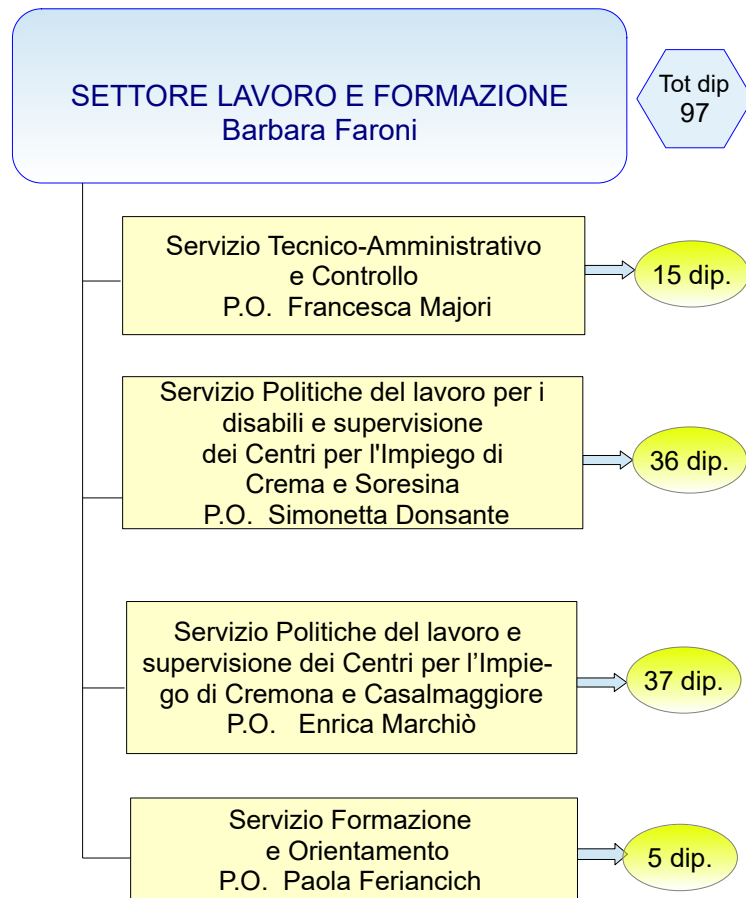 SETTORE LAVORO E FORMAZIONE
Barbara Faroni
Tot dip
97
Servizio Tecnico-Amministrativo
e Controllo
P.O. Francesca Majori
15 dip.
Servizio Politiche del lavoro per i
disabili e supervisione
dei Centri per l'Impiego di
Crema e Soresina
P.O. Simonetta Donsante
36 dip.
Servizio Politiche del lavoro e
supervisione dei Centri per l’Impie-
go di Cremona e Casalmaggiore
P.O. Enrica Marchiò
37 dip.
Servizio Formazione
e Orientamento
P.O. Paola Feriancich
5 dip.